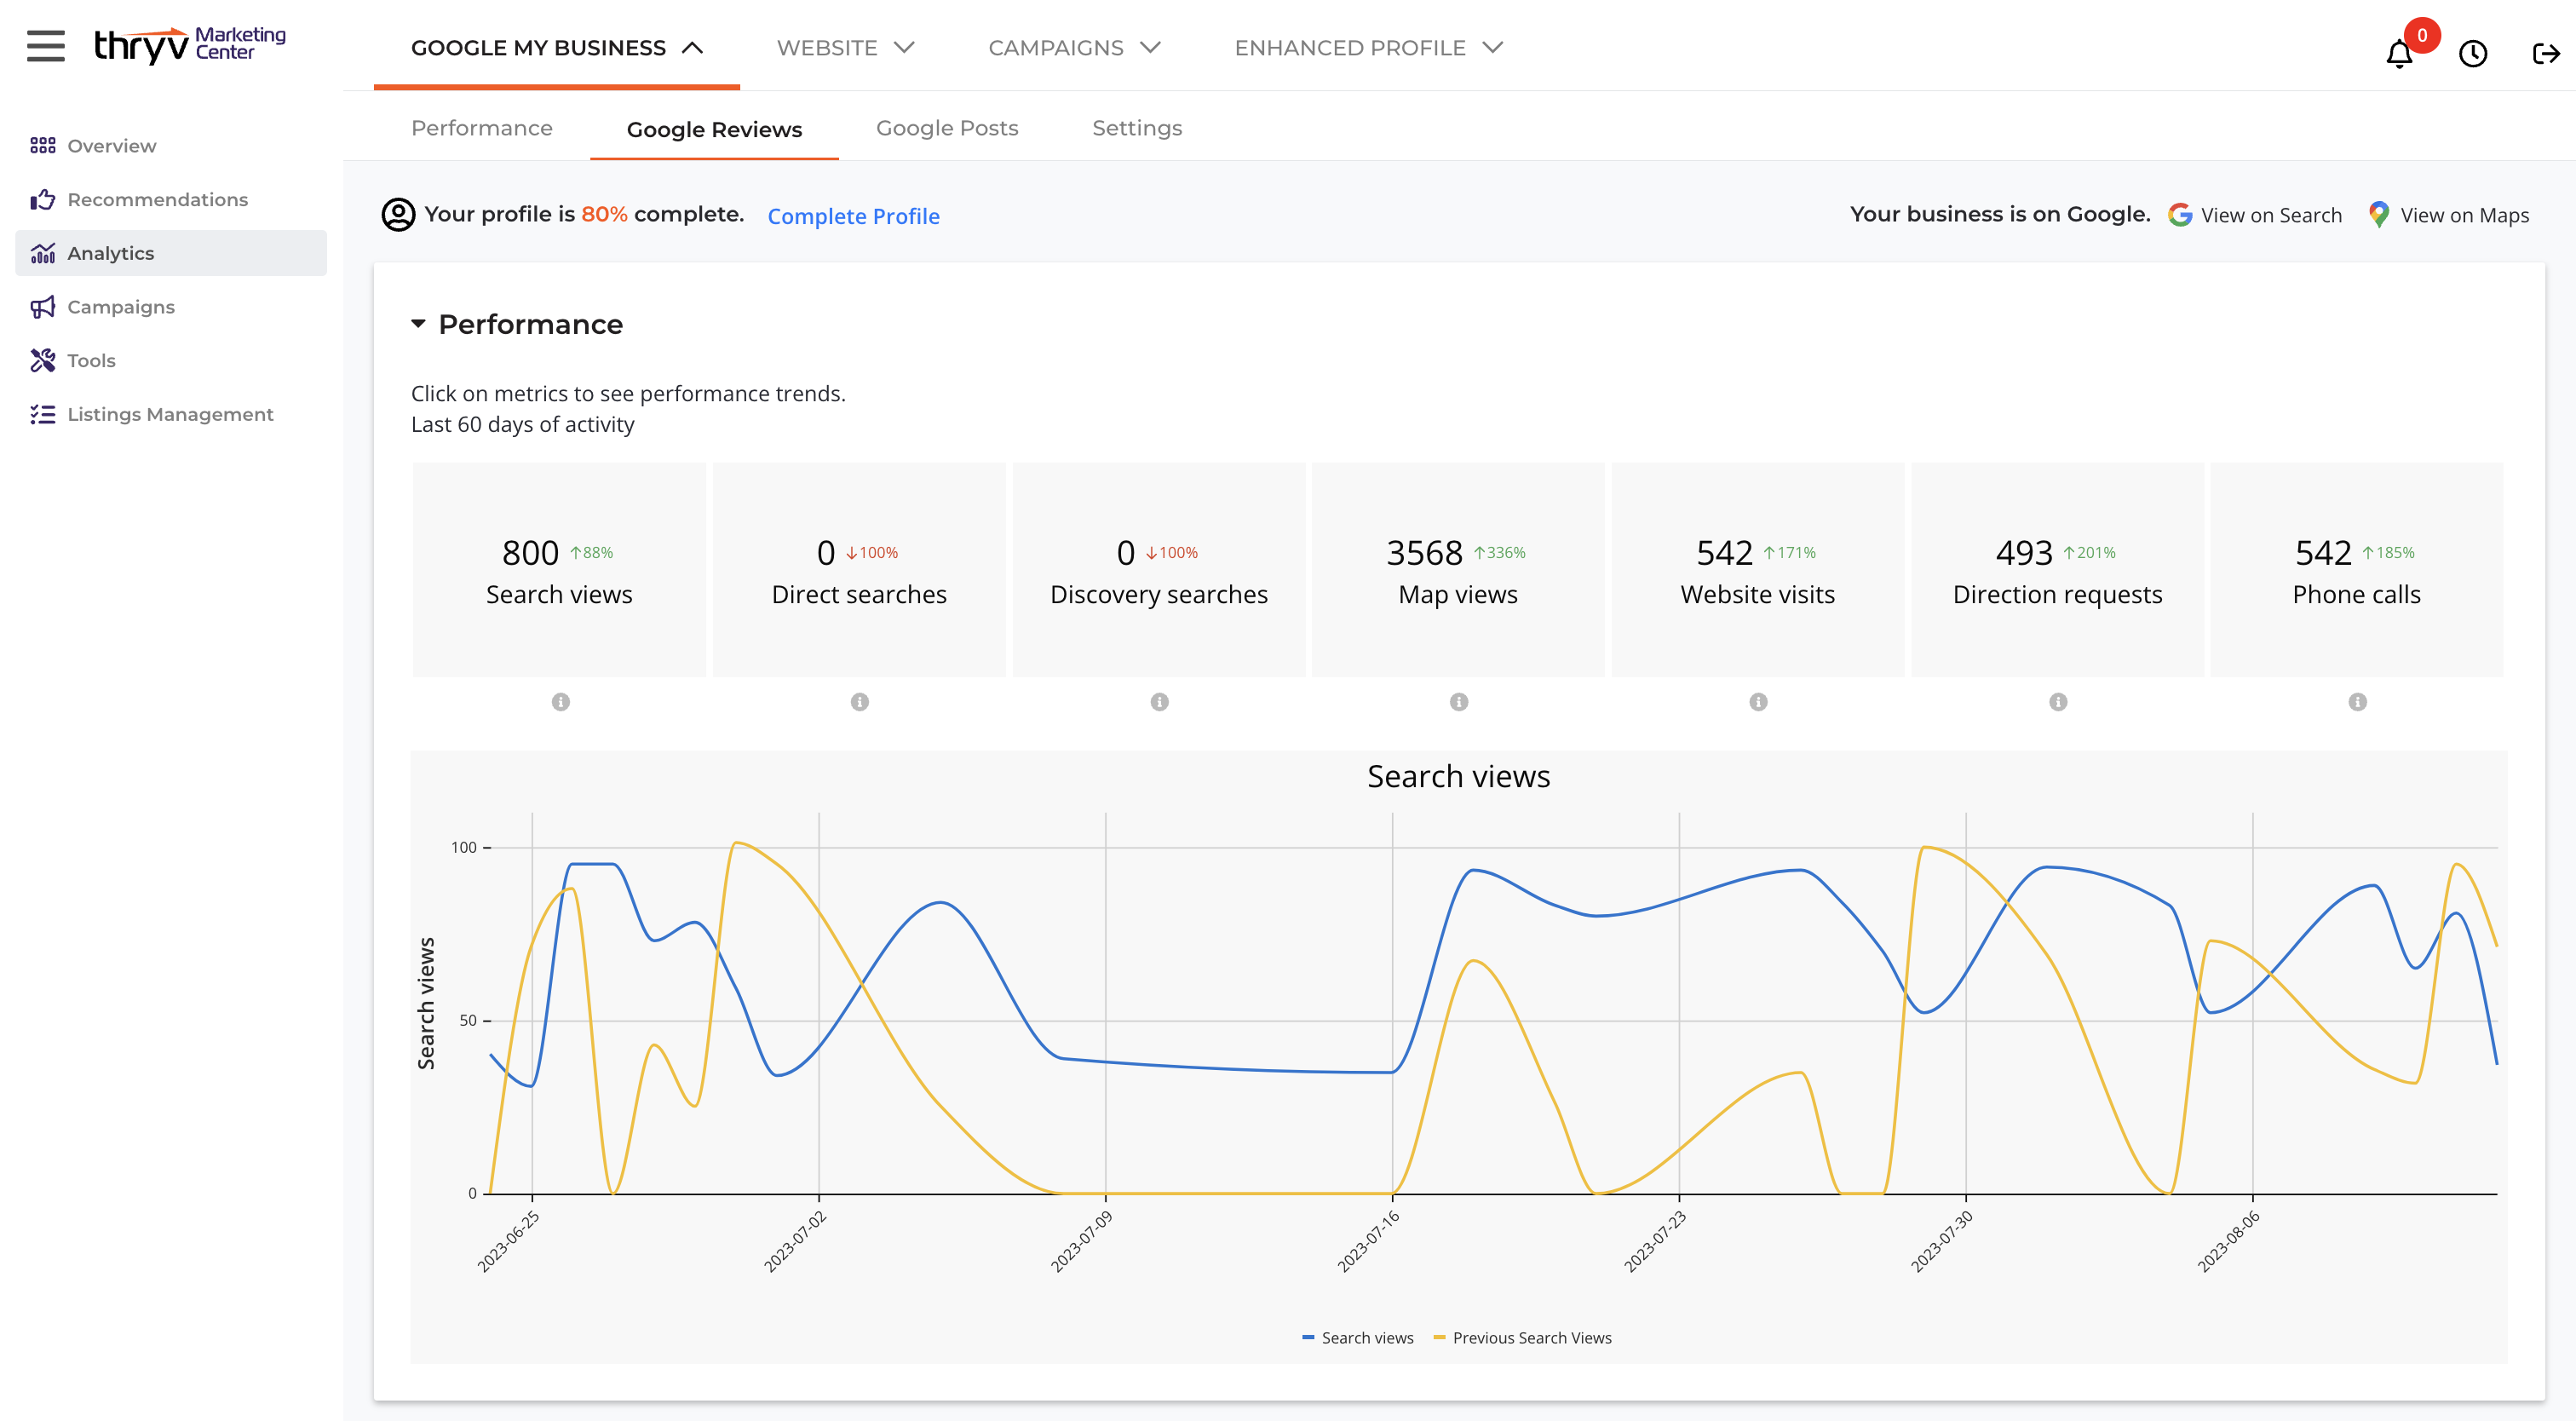 thryv Marketing Center
GOOGLE MY BUSINESS
WEBSITE
CAMPAIGNS
ENHANCED PROFILE
0
Performance
Google Reviews
Google Posts
Settings
Overview
Recommendations
Analytics
Campaigns
Tools
Listings Management
Your profile is 80% complete.
Complete Profile
Your business is on Google.
View on Search
View on Maps
Performance
Click on metrics to see performance trends.
Last 60 days of activity
800 ↑88%
Search views
0 ↓100%
Direct searches
0 ↓100%
Discovery searches
3568 ↑336%
Map views
542 ↑171%
Website visits
493 ↑201%
Direction requests
542 ↑185%
Phone calls
Search views
Search views
100
50
0
2023-06-25
2023-07-02
2023-07-09
2023-07-16
2023-07-23
2023-07-30
2023-08-06
Search views
Previous Search Views